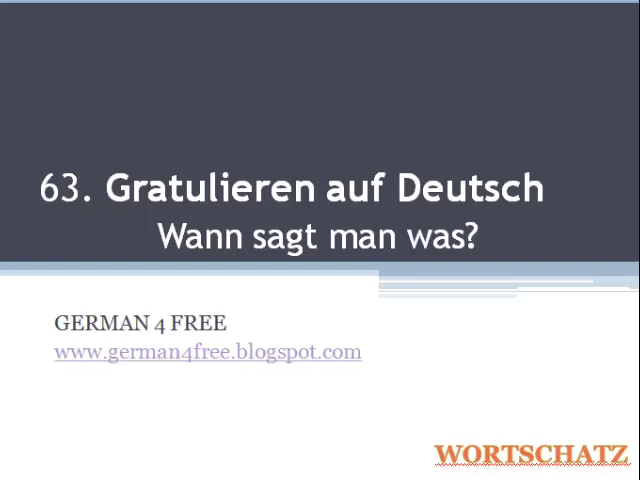 63. Gratulieren auf Deutsch
Wann sagt man was?
GERMAN 4 FREE
www.german4free.blogspot.com
WORTSCHATZ